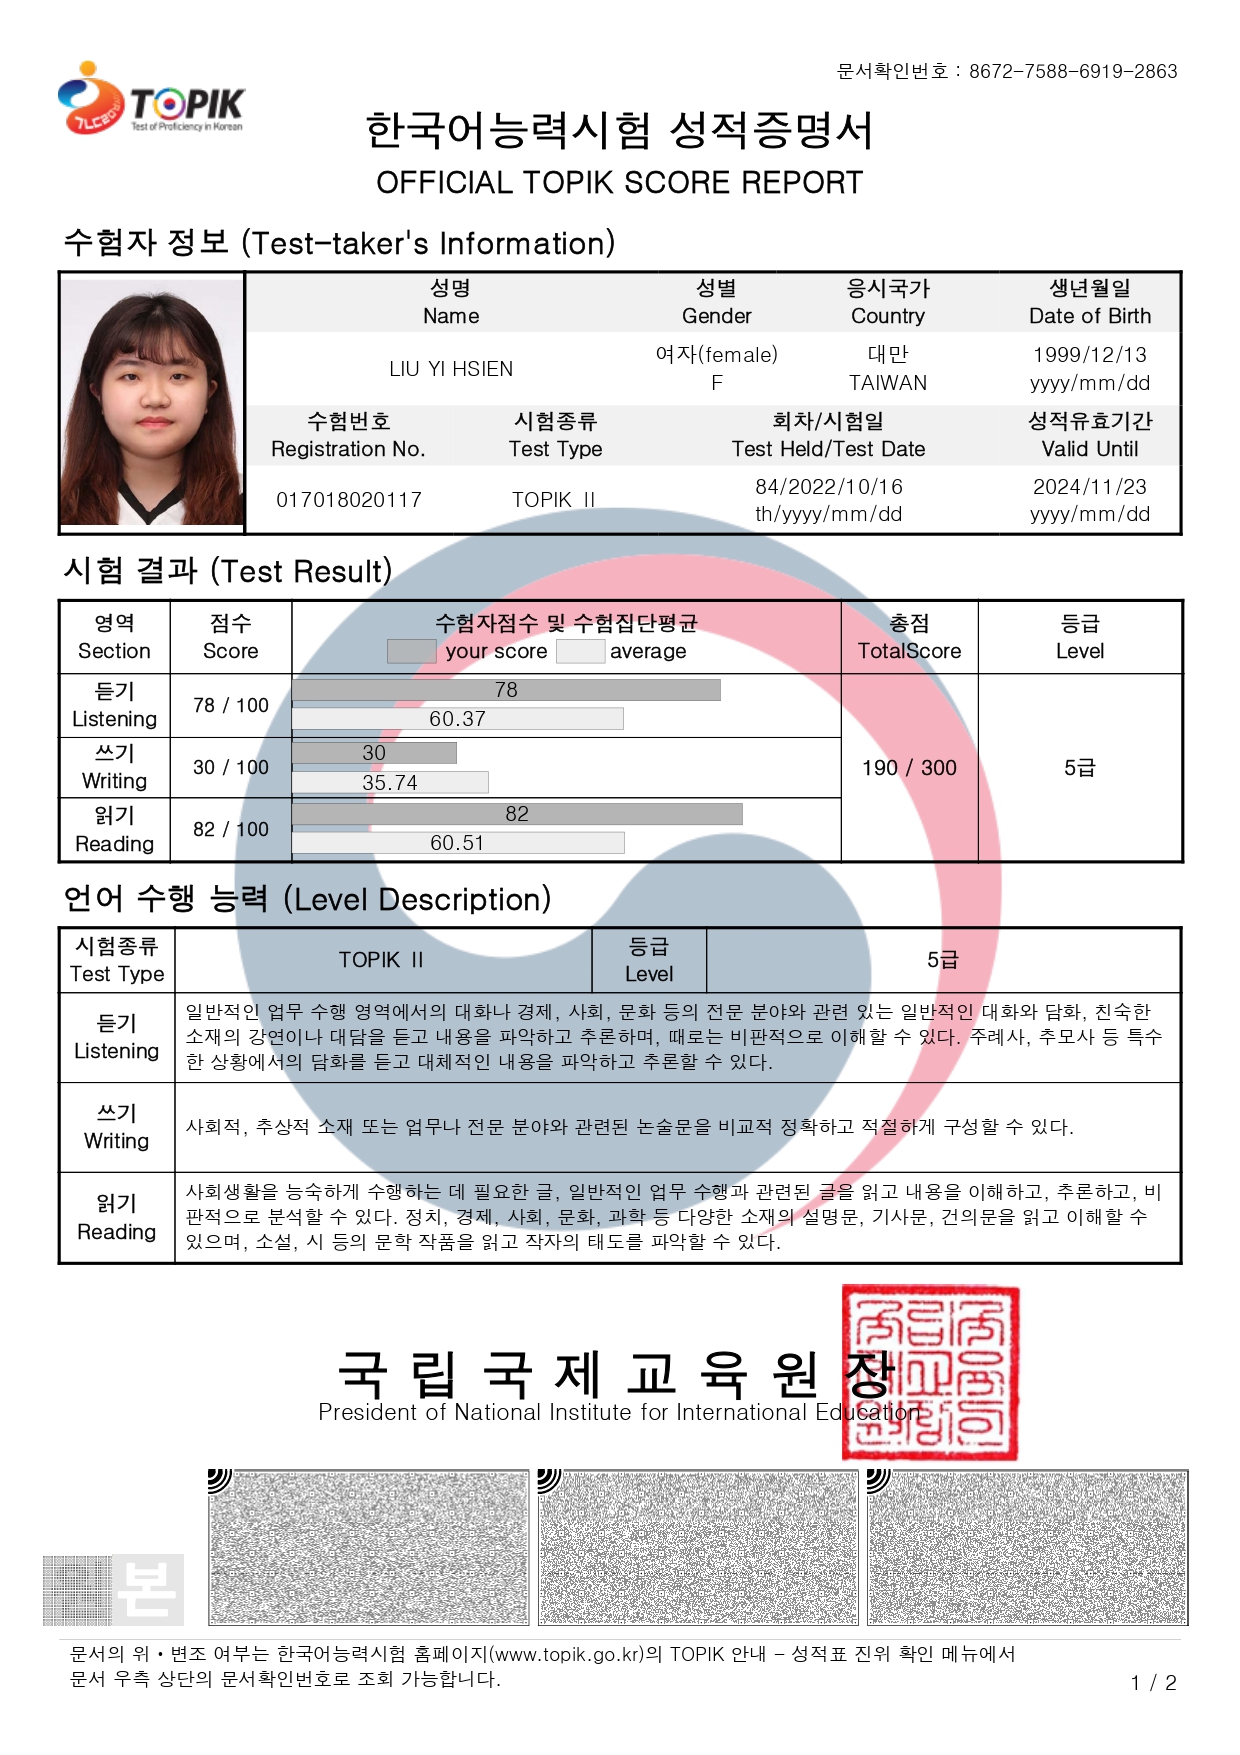 문서확인번호 : 8672-7588-6919-2863
TOPIK
Test of Proficiency in Korean
한국어능력시험 성적증명서
OFFICIAL TOPIK SCORE REPORT
수험자 정보 (Test-taker's Information)
성명 성별 응시국가 생년월일
Name Gender Country Date of Birth
LIU YI HSIEN 여자(female) F 대만 TAIWAN 1999/12/13 yyyy/mm/dd
수험번호 시험종류 회차/시험일 성적유효기간
Registration No. Test Type Test Held/Test Date Valid Until
017018020117 TOPIK II 84/2022/10/16 th/yyyy/mm/dd 2024/11/23 yyyy/mm/dd
시험 결과 (Test Result)
영역 점수 수험자점수 및 수험집단평균 총점 등급
Section Score your score average TotalScore Level
듣기 Listening 78 / 100 78 60.37
쓰기 Writing 30 / 100 30 35.74 190 / 300 5급
읽기 Reading 82 / 100 82 60.51
언어 수행 능력 (Level Description)
시험종류 Test Type TOPIK II 등급 Level 5급
듣기 Listening
일반적인 업무 수행 영역에서의 대화나 경제, 사회, 문화 등의 전문 분야와 관련 있는 일반적인 대화와 담화, 친숙한
소재의 강연이나 대담을 듣고 내용을 파악하고 추론하며, 때로는 비판적으로 이해할 수 있다. 주례사, 추모사 등 특수
한 상황에서의 담화를 듣고 대체적인 내용을 파악하고 추론할 수 있다.
쓰기 Writing
사회적, 추상적 소재 또는 업무나 전문 분야와 관련된 논술문을 비교적 정확하고 적절하게 구성할 수 있다.
읽기 Reading
사회생활을 능숙하게 수행하는 데 필요한 글, 일반적인 업무 수행과 관련된 글을 읽고 내용을 이해하고, 추론하고, 비
판적으로 분석할 수 있다. 정치, 경제, 사회, 문화, 과학 등 다양한 소재의 설명문, 기사문, 건의문을 읽고 이해할 수
있으며, 소설, 시 등의 문학 작품을 읽고 작자의 태도를 파악할 수 있다.
국립국제교육원장
President of National Institute for International Education
본
문서의 위•변조 여부는 한국어능력시험 홈페이지(www.topik.go.kr)의 TOPIK 안내 - 성적표 진위 확인 메뉴에서
문서 우측 상단의 문서확인번호로 조회 가능합니다.
1 / 2